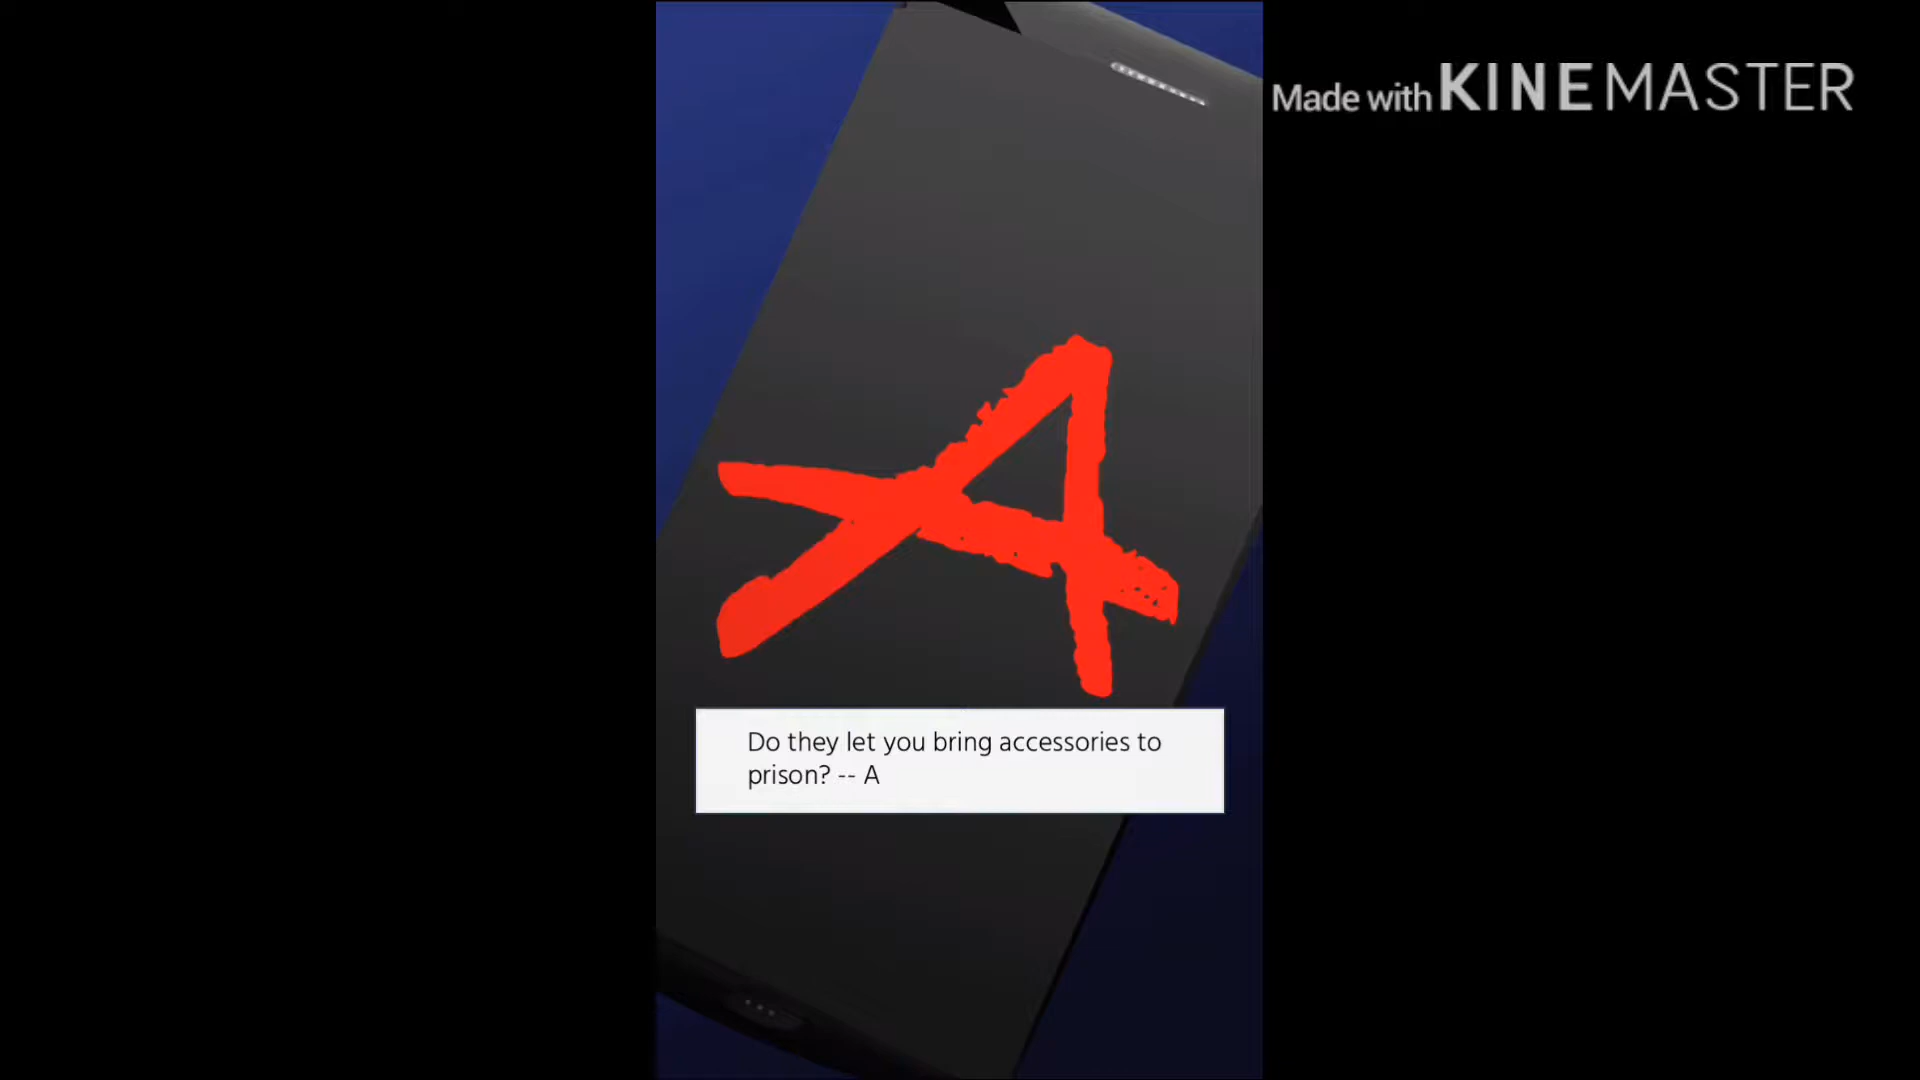 Made with KINEMASTER
A
Do they let you bring accessories to
prison? -- A